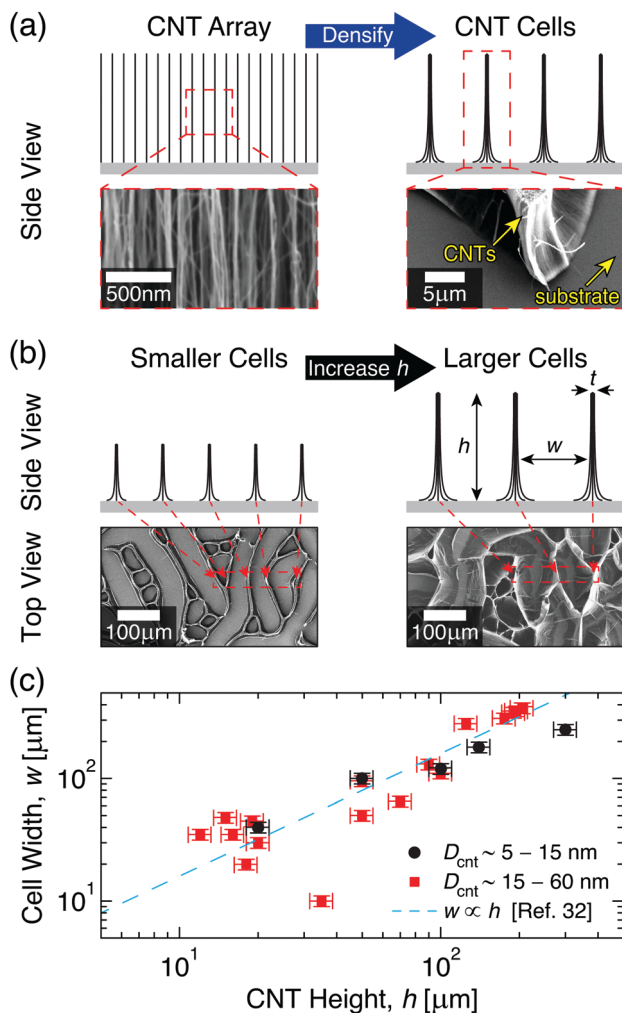 (a)
CNT Array
Densify
CNT Cells
Side View
500nm
CNTs
substrate
5μm
(b)
Smaller Cells
Increase h
Larger Cells
Side View
t
h
w
Top View
100μm
100μm
(c)
Cell Width, w [μm]
10²
10¹
D_cnt ~ 5 – 15 nm
D_cnt ~ 15 – 60 nm
w ∝ h [Ref. 32]
10¹
10²
CNT Height, h [μm]